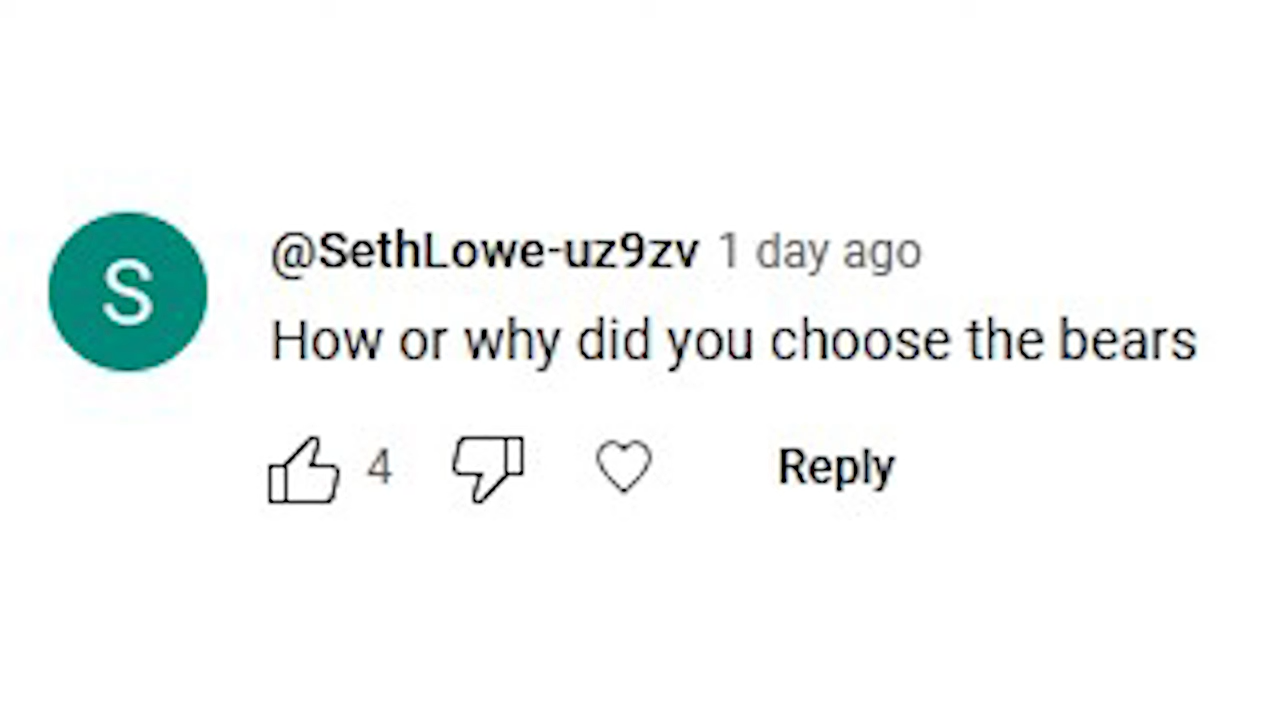 S
@SethLowe-uz9zv 1 day ago
How or why did you choose the bears
4 Reply